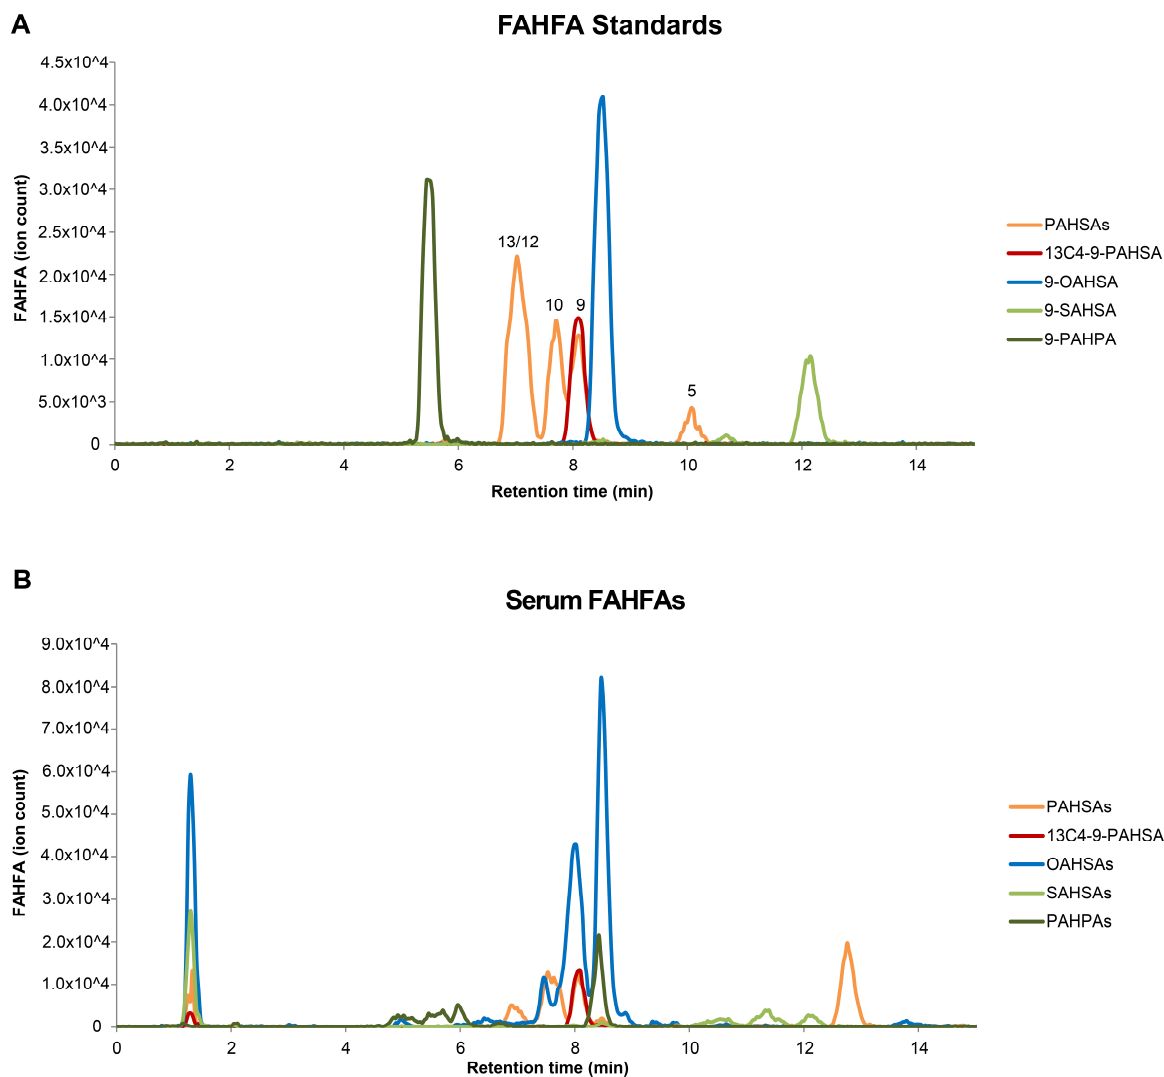 A
FAHFA Standards
4.5x10^4
4.0x10^4
3.5x10^4
3.0x10^4
2.5x10^4
2.0x10^4
1.5x10^4
1.0x10^4
5.0x10^3
0
FAHFA (ion count)
13/12
10
9
5
0 2 4 6 8 10 12 14
Retention time (min)
PAHSAs
13C4-9-PAHSA
9-OAHSA
9-SAHSA
9-PAHPA
B
Serum FAHFAs
9.0x10^4
8.0x10^4
7.0x10^4
6.0x10^4
5.0x10^4
4.0x10^4
3.0x10^4
2.0x10^4
1.0x10^4
0
FAHFA (ion count)
0 2 4 6 8 10 12 14
Retention time (min)
PAHSAs
13C4-9-PAHSA
OAHSAs
SAHSAs
PAHPAs